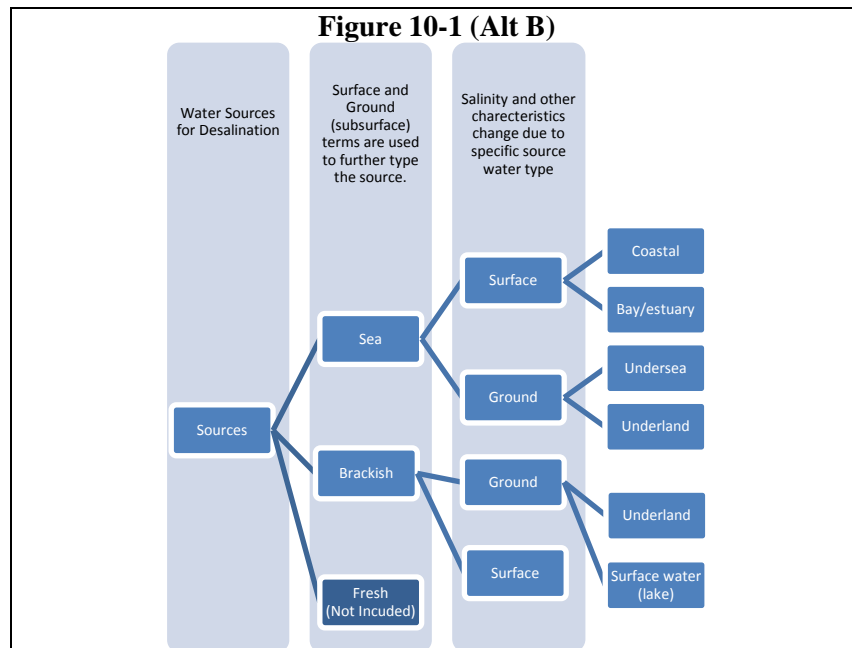 Figure 10-1 (Alt B)
Water Sources
for Desalination
Surface and
Ground
(subsurface)
terms are used
to further type
the source.
Salinity and other
charecteristics
change due to
specific source
water type
Sources
Sea
Brackish
Fresh
(Not Incuded)
Surface
Ground
Ground
Surface
Coastal
Bay/estuary
Undersea
Underland
Underland
Surface water
(lake)